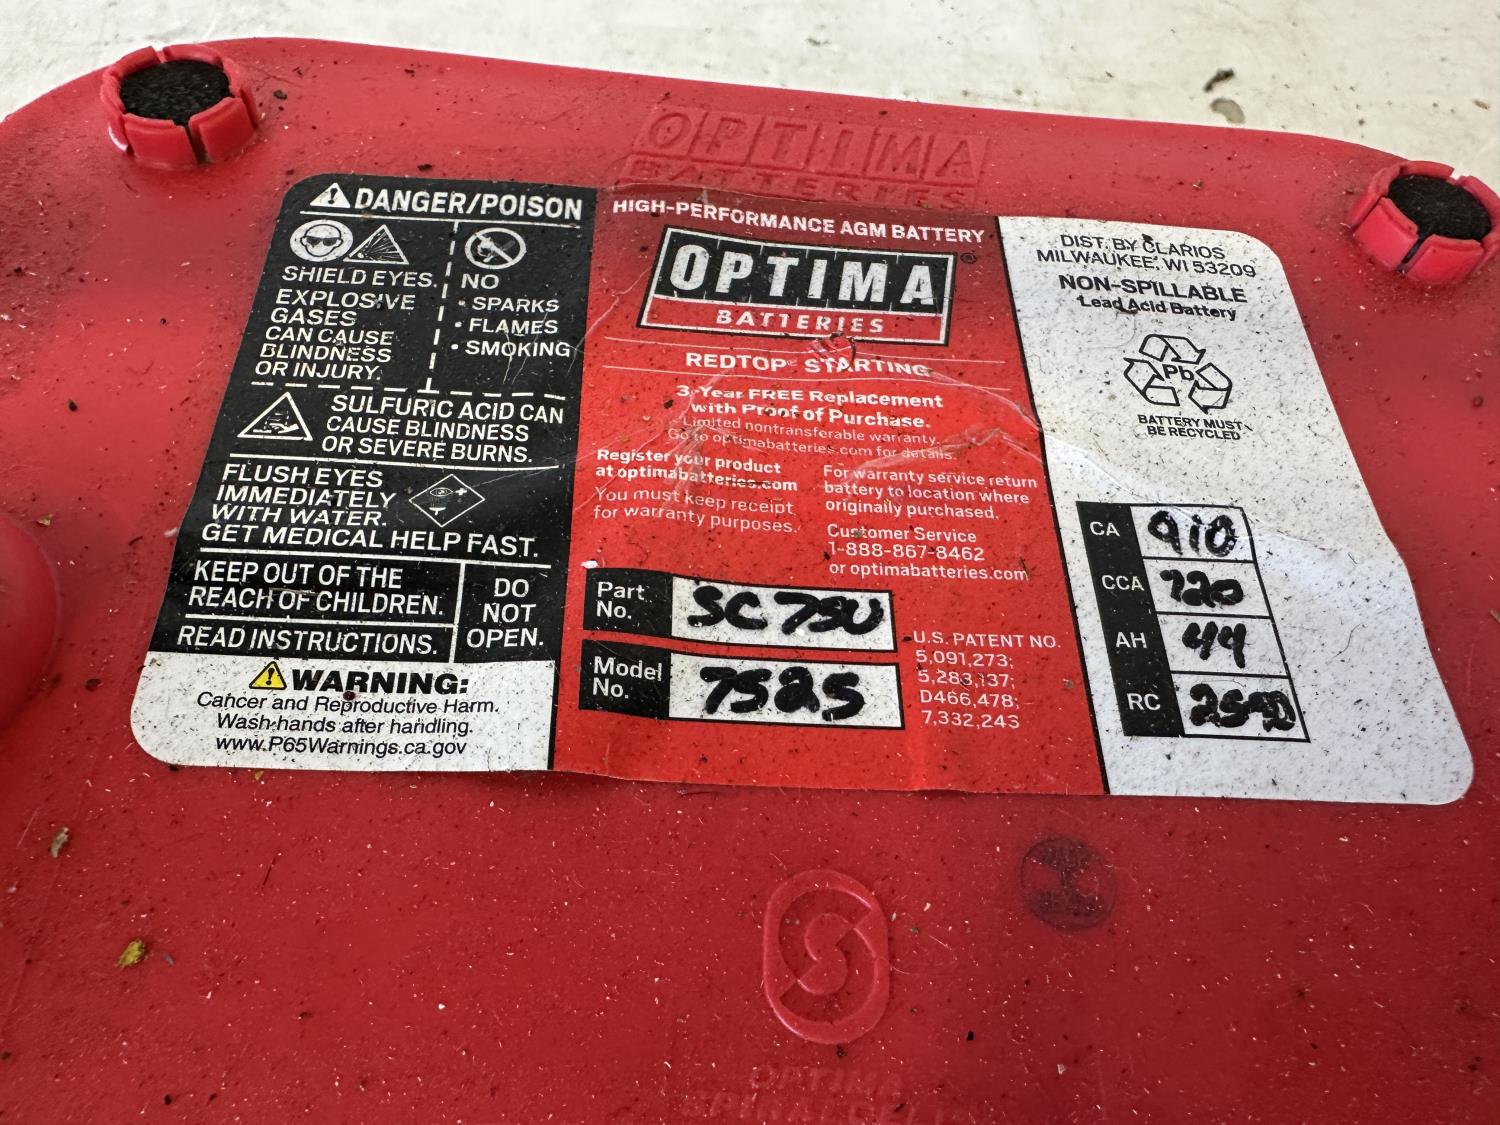 OPTIMA
BATTERIES
DANGER/POISON
SHIELD EYES.
EXPLOSIVE
GASES
CAN CAUSE
BLINDNESS
OR INJURY.
NO
• SPARKS
• FLAMES
• SMOKING
SULFURIC ACID CAN
CAUSE BLINDNESS
OR SEVERE BURNS.
FLUSH EYES
IMMEDIATELY
WITH WATER.
GET MEDICAL HELP FAST.
KEEP OUT OF THE
REACH OF CHILDREN.
READ INSTRUCTIONS.
DO
NOT
OPEN.
WARNING:
Cancer and Reproductive Harm.
Wash hands after handling.
www.P65Warnings.ca.gov
HIGH-PERFORMANCE AGM BATTERY
OPTIMA®
BATTERIES
REDTOP® STARTING
3-Year FREE Replacement
with Proof of Purchase.
Limited nontransferable warranty.
Go to optimabatteries.com for details.
Register your product
at optimabatteries.com
You must keep receipt
for warranty purposes.
For warranty service return
battery to location where
originally purchased.
Customer Service
1-888-867-8462
or optimabatteries.com
Part No. SC75U
Model No. 7525
U.S. PATENT NO.
5,091,273;
5,283,137;
D466,478;
7,332,243
DIST. BY CLARIOS
MILWAUKEE, WI 53209
NON-SPILLABLE
Lead Acid Battery
Pb
BATTERY MUST
BE RECYCLED
CA 910
CCA 720
AH 44
RC
OPTIMA
SPIRALCELL